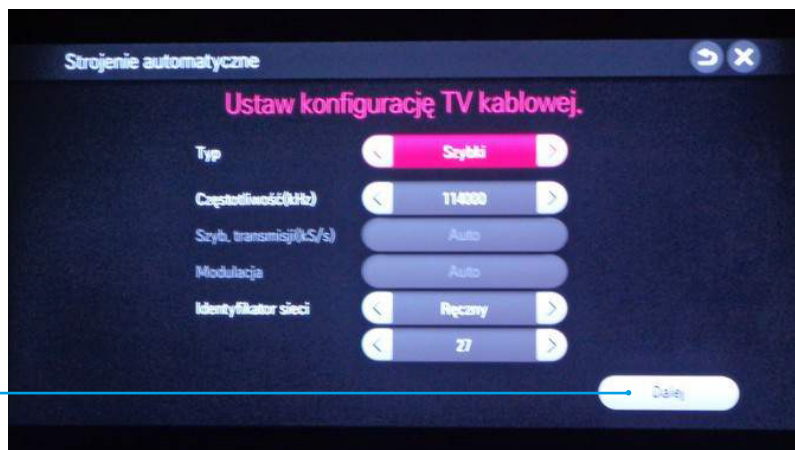 Strojenie automatyczne
Ustaw konfigurację TV kablowej.
Typ Szybki
Częstotliwość(kHz) 114000
Szyb. transmisji(kS/s) Auto
Modulacja Auto
Identyfikator sieci Ręczny
27
Dalej